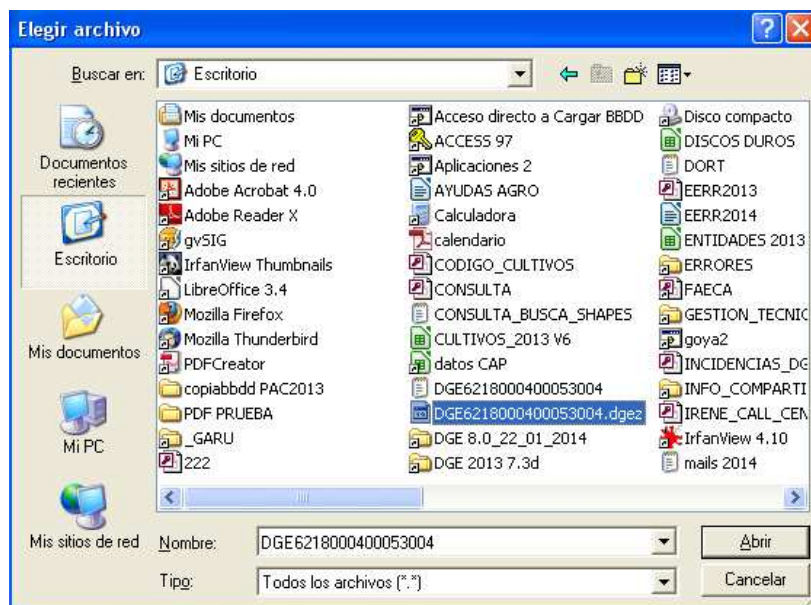 Elegir archivo
Buscar en:
Escritorio
Documentos
recientes
Escritorio
Mis documentos
Mi PC
Mis sitios de red
Mis documentos
Mi PC
Mis sitios de red
Adobe Acrobat 4.0
Adobe Reader X
gvSIG
IrfanView Thumbnails
LibreOffice 3.4
Mozilla Firefox
Mozilla Thunderbird
PDFCreator
copiabbdd PAC2013
PDF PRUEBA
_GARU
222
Acceso directo a Cargar BBDD
ACCESS 97
Aplicaciones 2
AYUDAS AGRO
Calculadora
calendario
CODIGO_CULTIVOS
CONSULTA
CONSULTA_BUSCA_SHAPES
CULTIVOS_2013 V6
datos CAP
DGE6218000400053004
DGE6218000400053004.dgez
DGE 8.0_22_01_2014
DGE 2013 7.3d
Disco compacto
DISCOS DUROS
DORT
EERR2013
EERR2014
ENTIDADES 2013
ERRORES
FAECA
GESTION_TECNIC
goya2
INCIDENCIAS_DG
INFO_COMPARTI
IRENE_CALL_CEN
IrfanView 4.10
mails 2014
Nombre:
DGE6218000400053004
Abrir
Tipo:
Todos los archivos (*.*)
Cancelar